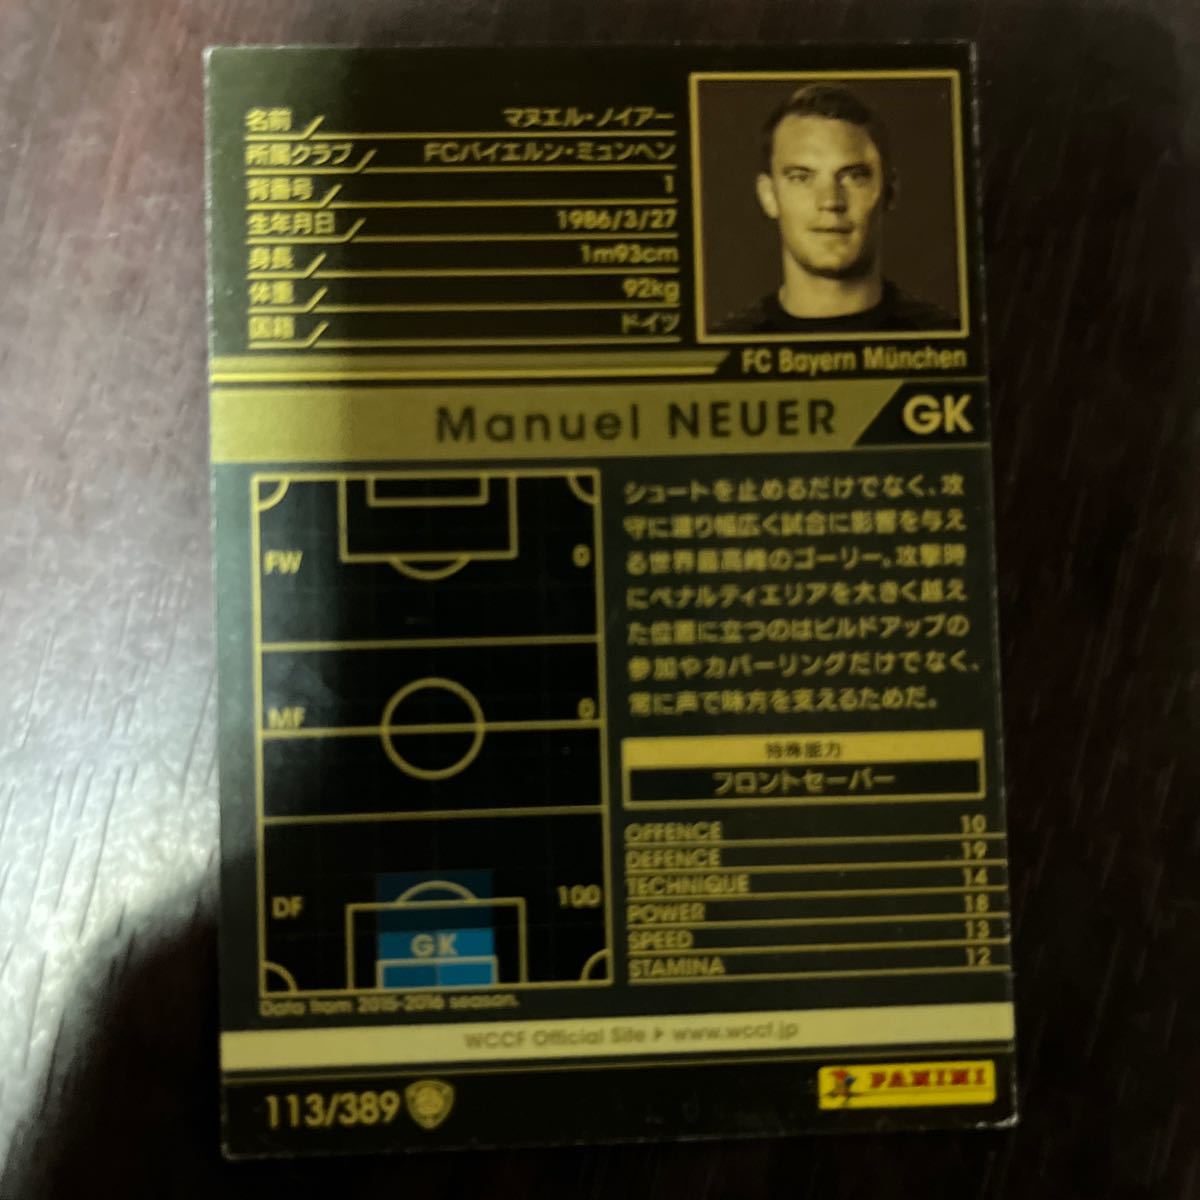 名前 マヌエル・ノイアー
所属クラブ FCバイエルン・ミュンヘン
背番号 1
生年月日 1986/3/27
身長 1m93cm
体重 92kg
国籍 ドイツ
FC Bayern München
Manuel NEUER GK
シュートを止めるだけでなく、攻
守に渡り幅広く試合に影響を与え
る世界最高峰のゴーリー。攻撃時
にペナルティエリアを大きく越え
た位置に立つのはビルドアップの
参加やカバーリングだけでなく、
常に声で味方を支えるためだ。
特殊能力
フロントセーバー
FW 0
MF 0
DF 100
GK
OFFENCE 10
DEFENCE 19
TECHNIQUE 14
POWER 18
SPEED 13
STAMINA 12
Data from 2015-2016 season.
WCCF Official Site ▶ www.wccf.jp
113/389
PANINI